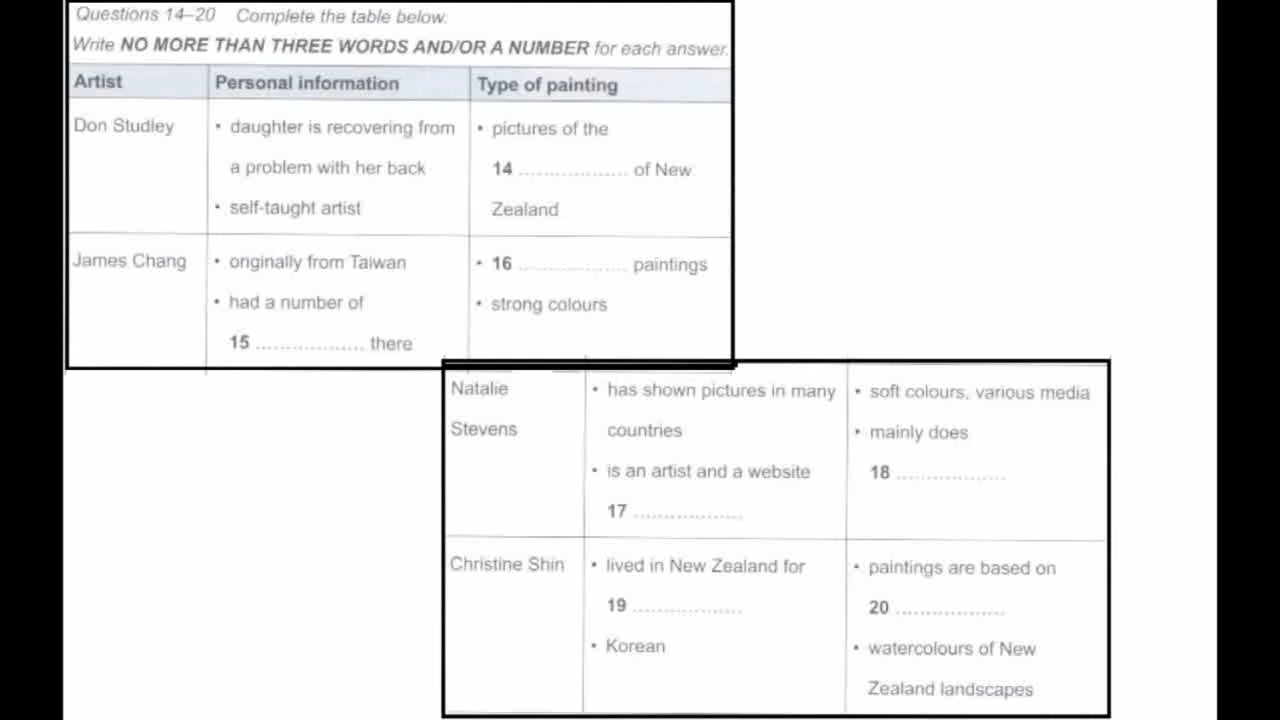 Questions 14–20 Complete the table below.
Write NO MORE THAN THREE WORDS AND/OR A NUMBER for each answer.
Artist
Personal information
Type of painting
Don Studley
• daughter is recovering from
a problem with her back
• self-taught artist
• pictures of the
14 .................... of New
Zealand
James Chang
• originally from Taiwan
• had a number of
15 .................... there
• 16 .................... paintings
• strong colours
Natalie
Stevens
• has shown pictures in many
countries
• is an artist and a website
17 ....................
• soft colours, various media
• mainly does
18 ....................
Christine Shin
• lived in New Zealand for
19 ....................
• Korean
• paintings are based on
20 ....................
• watercolours of New
Zealand landscapes